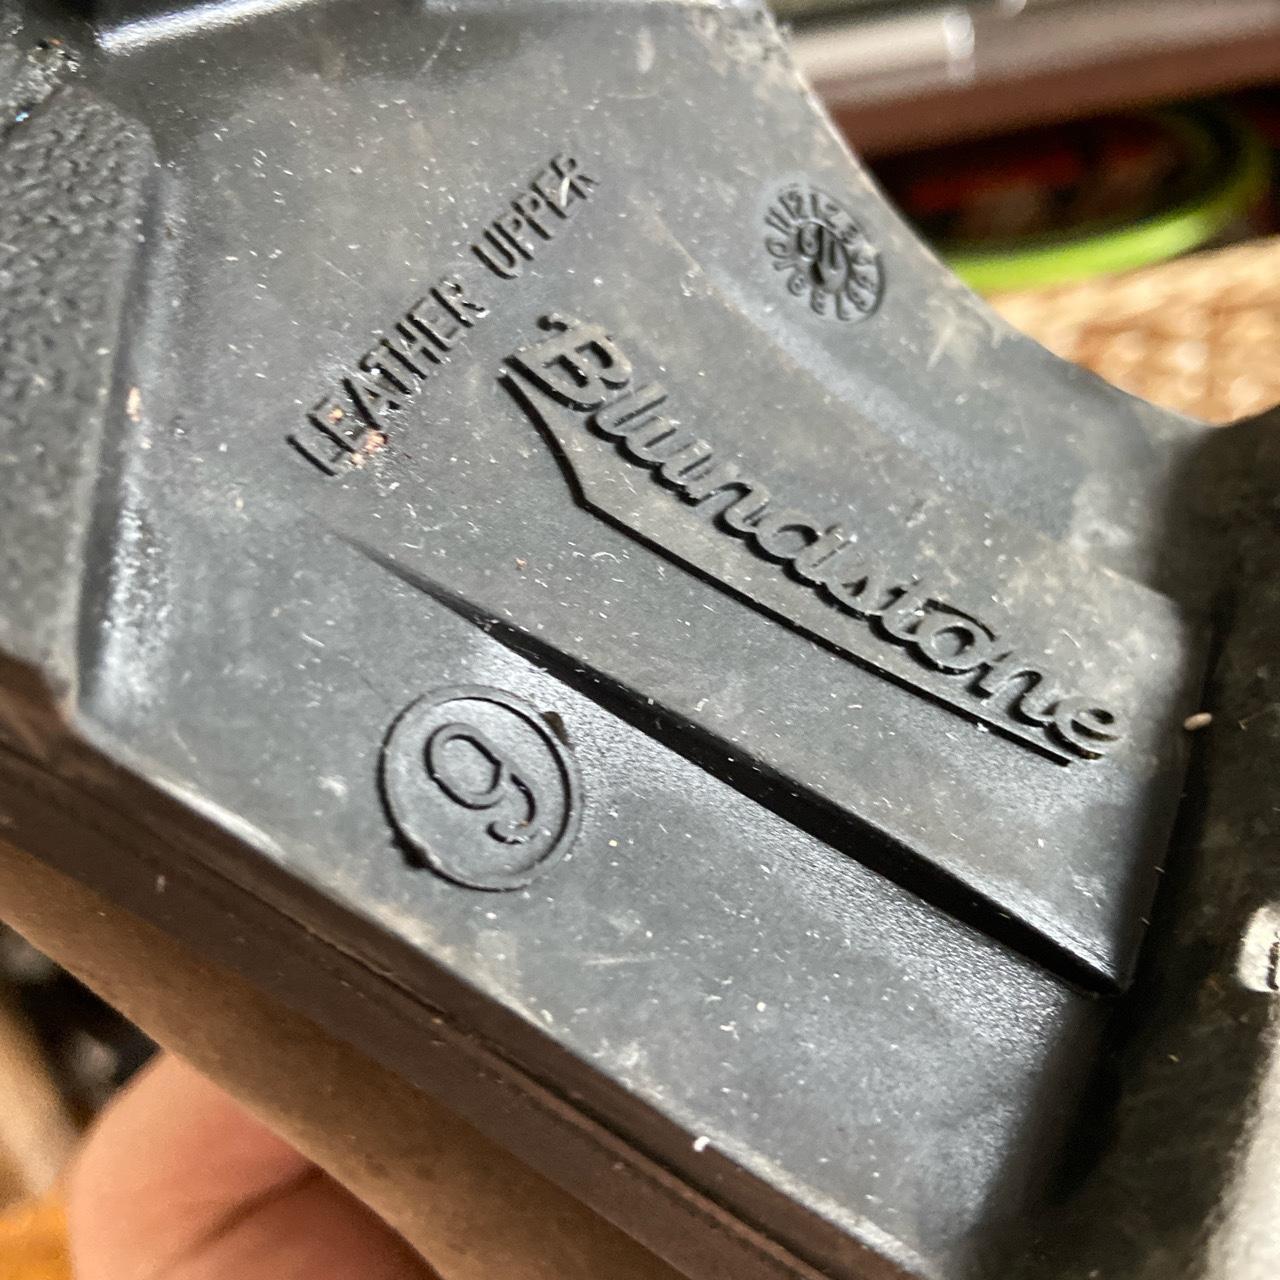 LEATHER UPPER
Blundstone
9